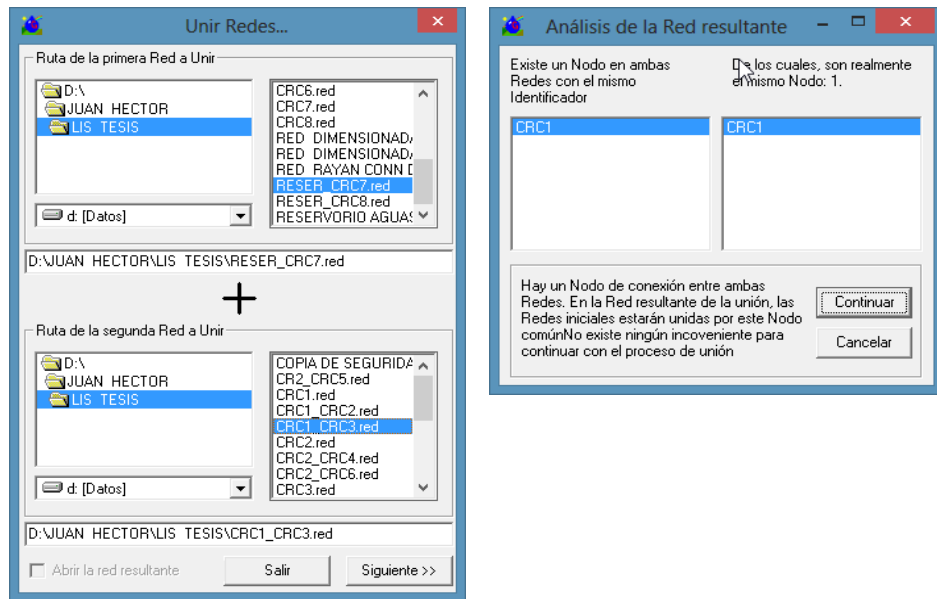 Unir Redes...
Ruta de la primera Red a Unir
D:\
JUAN HECTOR
LIS TESIS
d: [Datos]
CRC6.red
CRC7.red
CRC8.red
RED DIMENSIONADA
RED DIMENSIONADA
RED RAYAN CONN D
RESER_CRC7.red
RESER_CRC8.red
RESERVORIO AGUAS
D:\JUAN HECTOR\LIS TESIS\RESER_CRC7.red
+
Ruta de la segunda Red a Unir
D:\
JUAN HECTOR
LIS TESIS
d: [Datos]
COPIA DE SEGURIDA
CR2_CRC5.red
CRC1.red
CRC1_CRC2.red
CRC1_CRC3.red
CRC2.red
CRC2_CRC4.red
CRC2_CRC6.red
CRC3.red
D:\JUAN HECTOR\LIS TESIS\CRC1_CRC3.red
Abrir la red resultante
Salir
Siguiente >>
Análisis de la Red resultante
Existe un Nodo en ambas
Redes con el mismo
Identificador
De los cuales, son realmente
el mismo Nodo: 1.
CRC1
CRC1
Hay un Nodo de conexión entre ambas
Redes. En la Red resultante de la unión, las
Redes iniciales estarán unidas por este Nodo
comúnNo existe ningún incoveniente para
continuar con el proceso de unión
Continuar
Cancelar